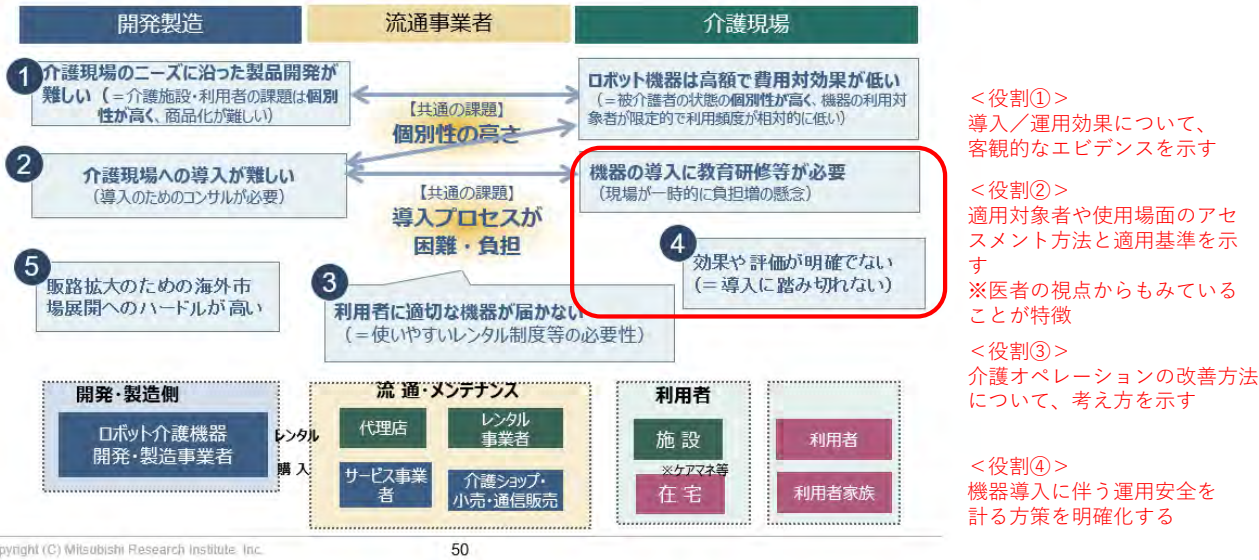 開発製造
流通事業者
介護現場
1
介護現場のニーズに沿った製品開発が
難しい（＝介護施設・利用者の課題は個別
性が高く、商品化が難しい）
【共通の課題】
個別性の高さ
ロボット機器は高額で費用対効果が低い
（＝被介護者の状態の個別性が高く、機器の利用対
象者が限定的で利用頻度が相対的に低い）
2
介護現場への導入が難しい
（導入のためのコンサルが必要）
【共通の課題】
導入プロセスが
困難・負担
機器の導入に教育研修等が必要
（現場が一時的に負担増の懸念）
4
効果や評価が明確でない
（＝導入に踏み切れない）
5
販路拡大のための海外市
場展開へのハードルが高い
3
利用者に適切な機器が届かない
（＝使いやすいレンタル制度等の必要性）
開発・製造側
ロボット介護機器
開発・製造事業者
レンタル
購入
流通・メンテナンス
代理店
レンタル
事業者
サービス事業
者
介護ショップ・
小売・通信販売
利用者
施設
※ケアマネ等
在宅
利用者
利用者家族
＜役割①＞
導入／運用効果について、
客観的なエビデンスを示す
＜役割②＞
適用対象者や使用場面のアセ
スメント方法と適用基準を示
す
※医者の視点からもみている
ことが特徴
＜役割③＞
介護オペレーションの改善方法
について、考え方を示す
＜役割④＞
機器導入に伴う運用安全を
計る方策を明確化する
pyright (C) Mitsubishi Research Institute, Inc.
50